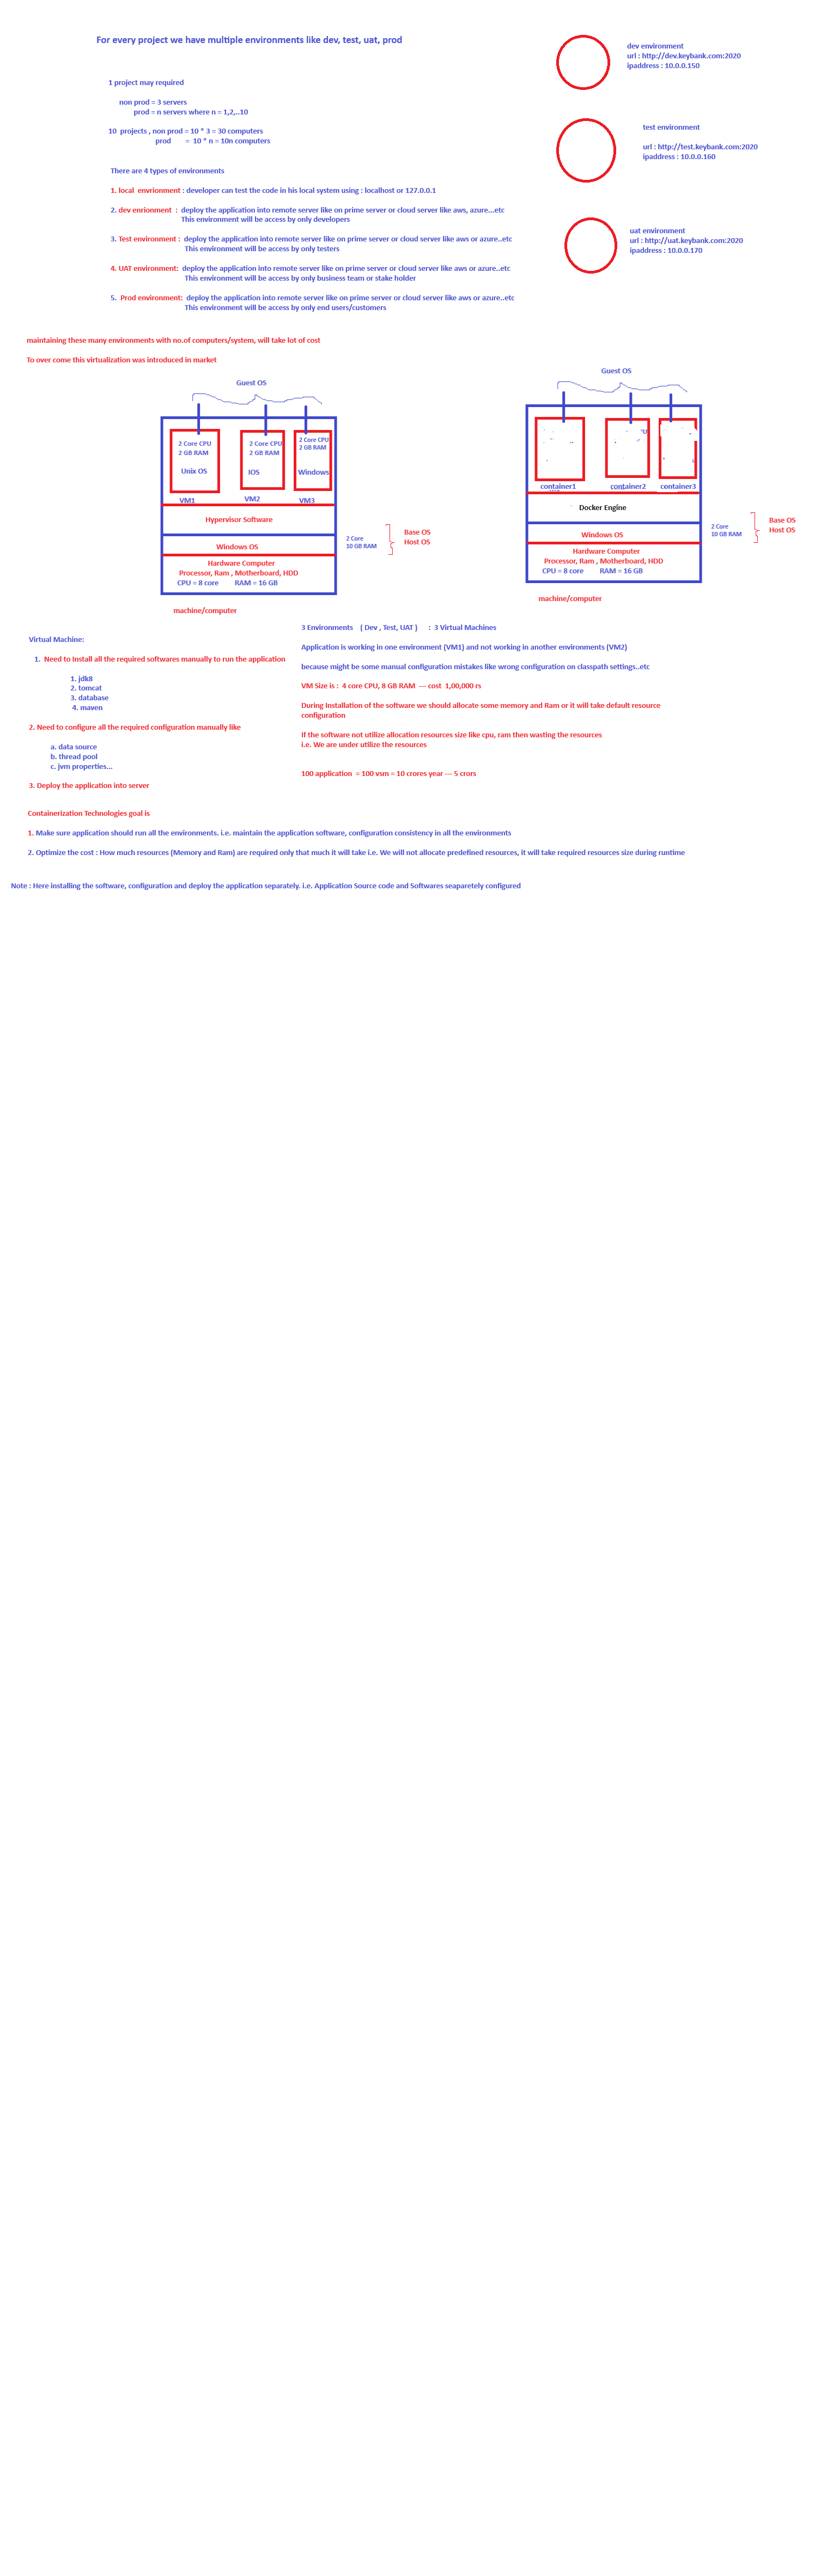 For every project we have multiple environments like dev, test, uat, prod
dev environment
url : http://dev.keybank.com:2020
ipaddress : 10.0.0.150
1 project may required
non prod = 3 servers
prod = n servers where n = 1,2,..10
10 projects , non prod = 10 * 3 = 30 computers
prod = 10 * n = 10n computers
test environment
url : http://test.keybank.com:2020
ipaddress : 10.0.0.160
There are 4 types of environments
1. local envrionment : developer can test the code in his local system using : localhost or 127.0.0.1
2. dev enrionment : deploy the application into remote server like on prime server or cloud server like aws, azure...etc
This environment will be access by only developers
3. Test environment : deploy the application into remote server like on prime server or cloud server like aws or azure..etc
This environment will be access by only testers
4. UAT environment: deploy the application into remote server like on prime server or cloud server like aws or azure..etc
This environment will be access by only business team or stake holder
5. Prod environment: deploy the application into remote server like on prime server or cloud server like aws or azure..etc
This environment will be access by only end users/customers
uat environment
url : http://uat.keybank.com:2020
ipaddress : 10.0.0.170
maintaining these many environments with no.of computers/system, will take lot of cost
To over come this virtualization was introduced in market
Guest OS
2 Core CPU
2 GB RAM
Unix OS
VM1
2 Core CPU
2 GB RAM
IOS
VM2
2 Core CPU
2 GB RAM
Windows
VM3
Hypervisor Software
Windows OS
2 Core
10 GB RAM
Base OS
Host OS
Hardware Computer
Processor, Ram , Motherboard, HDD
CPU = 8 core RAM = 16 GB
machine/computer
Guest OS
container1
container2
container3
Docker Engine
Windows OS
2 Core
10 GB RAM
Base OS
Host OS
Hardware Computer
Processor, Ram , Motherboard, HDD
CPU = 8 core RAM = 16 GB
machine/computer
Virtual Machine:
1. Need to Install all the required softwares manually to run the application
1. jdk8
2. tomcat
3. database
4. maven
2. Need to configure all the required configuration manually like
a. data source
b. thread pool
c. jvm properties...
3. Deploy the application into server
3 Environments ( Dev , Test, UAT ) : 3 Virtual Machines
Application is working in one environment (VM1) and not working in another environments (VM2)
because might be some manual configuration mistakes like wrong configuration on classpath settings..etc
VM Size is : 4 core CPU, 8 GB RAM --- cost 1,00,000 rs
During Installation of the software we should allocate some memory and Ram or it will take default resource
configuration
If the software not utilize allocation resources size like cpu, ram then wasting the resources
i.e. We are under utilize the resources
100 application = 100 vsm = 10 crores year --- 5 crors
Containerization Technologies goal is
1. Make sure application should run all the environments. i.e. maintain the application software, configuration consistency in all the environments
2. Optimize the cost : How much resources (Memory and Ram) are required only that much it will take i.e. We will not allocate predefined resources, it will take required resources size during runtime
Note : Here installing the software, configuration and deploy the application separately. i.e. Application Source code and Softwares seaparetely configured